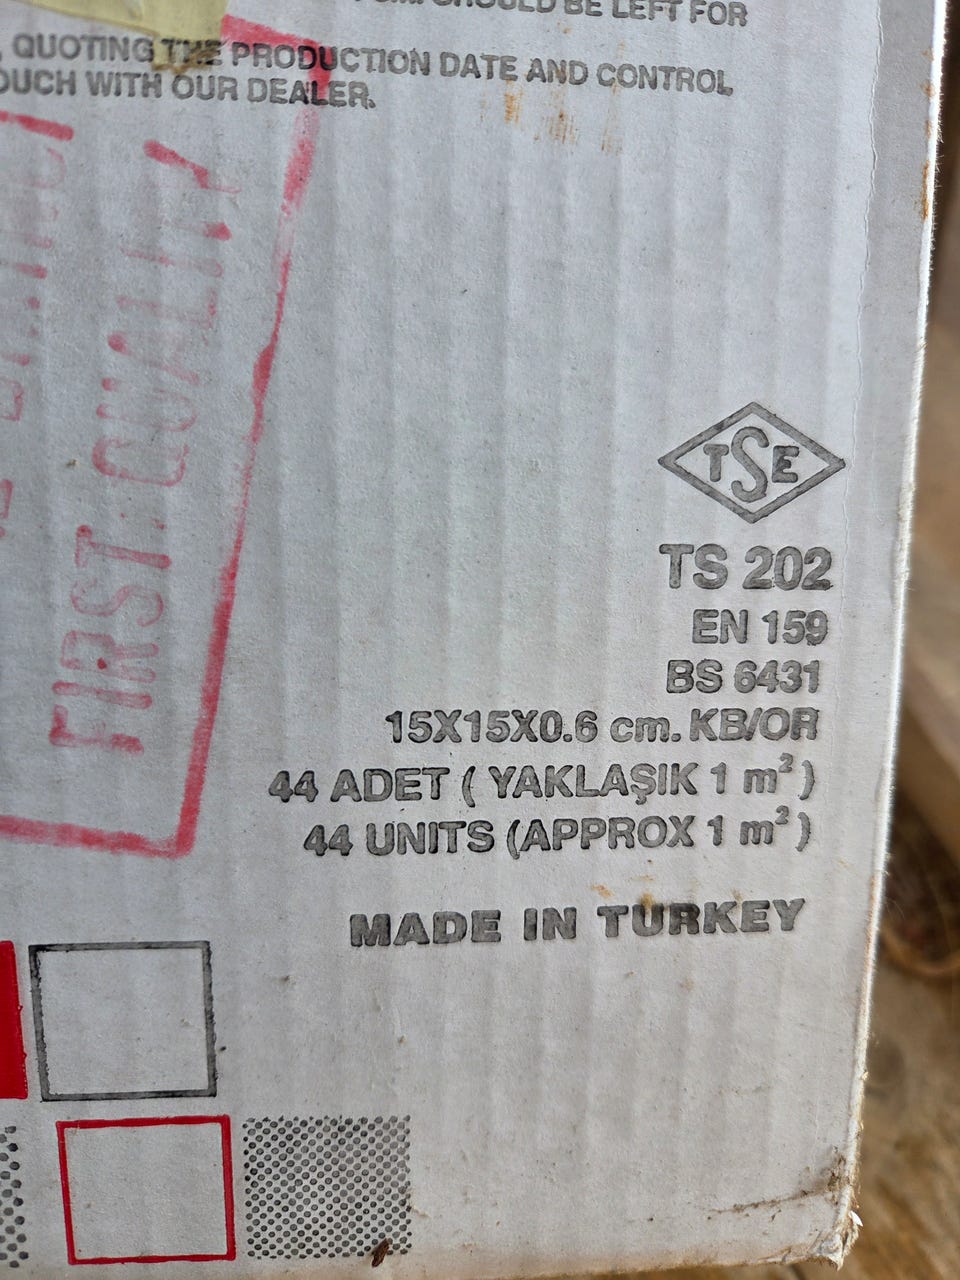 SHOULD BE LEFT FOR
, QUOTING THE PRODUCTION DATE AND CONTROL
OUCH WITH OUR DEALER.
FIRST QUALITY
TSE
TS 202
EN 159
BS 6431
15X15X0.6 cm. KB/OR
44 ADET ( YAKLAŞIK 1 m² )
44 UNITS (APPROX 1 m² )
MADE IN TURKEY